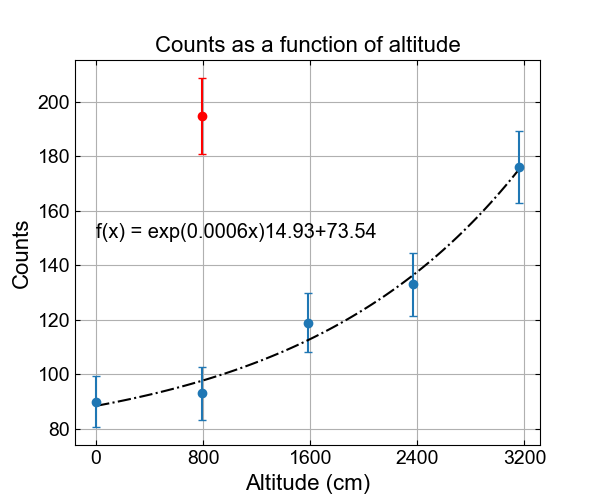 Counts as a function of altitude
200
180
160
f(x) = exp(0.0006x)14.93+73.54
140
120
100
80
Counts
0 800 1600 2400 3200
Altitude (cm)